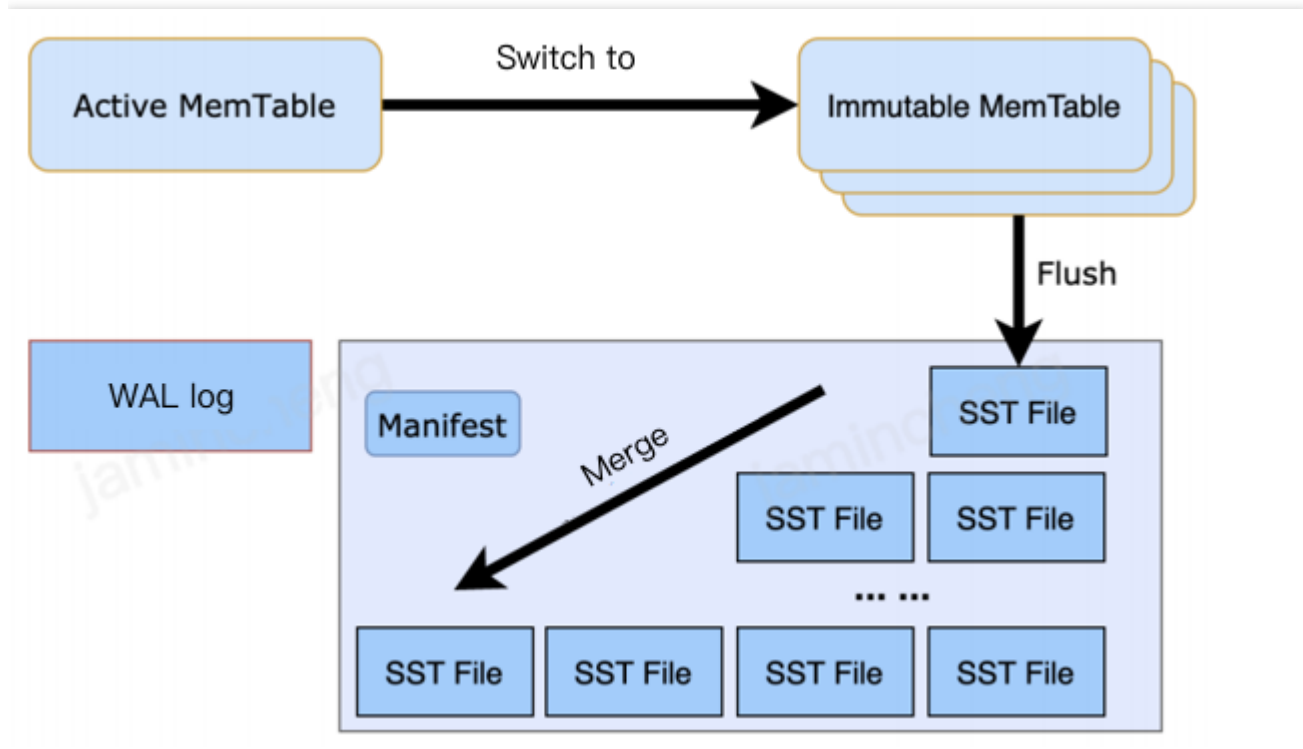 Switch to
Active MemTable
Immutable MemTable
Flush
WAL log
Manifest
Merge
SST File
SST File
SST File
... ...
SST File
SST File
SST File
SST File